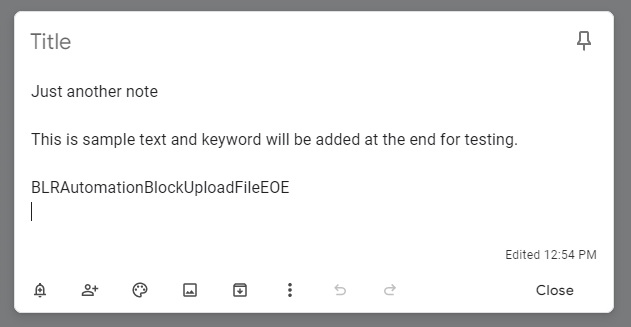 Title
Just another note
This is sample text and keyword will be added at the end for testing.
BLRAutomationBlockUploadFileEOE
Edited 12:54 PM
Close